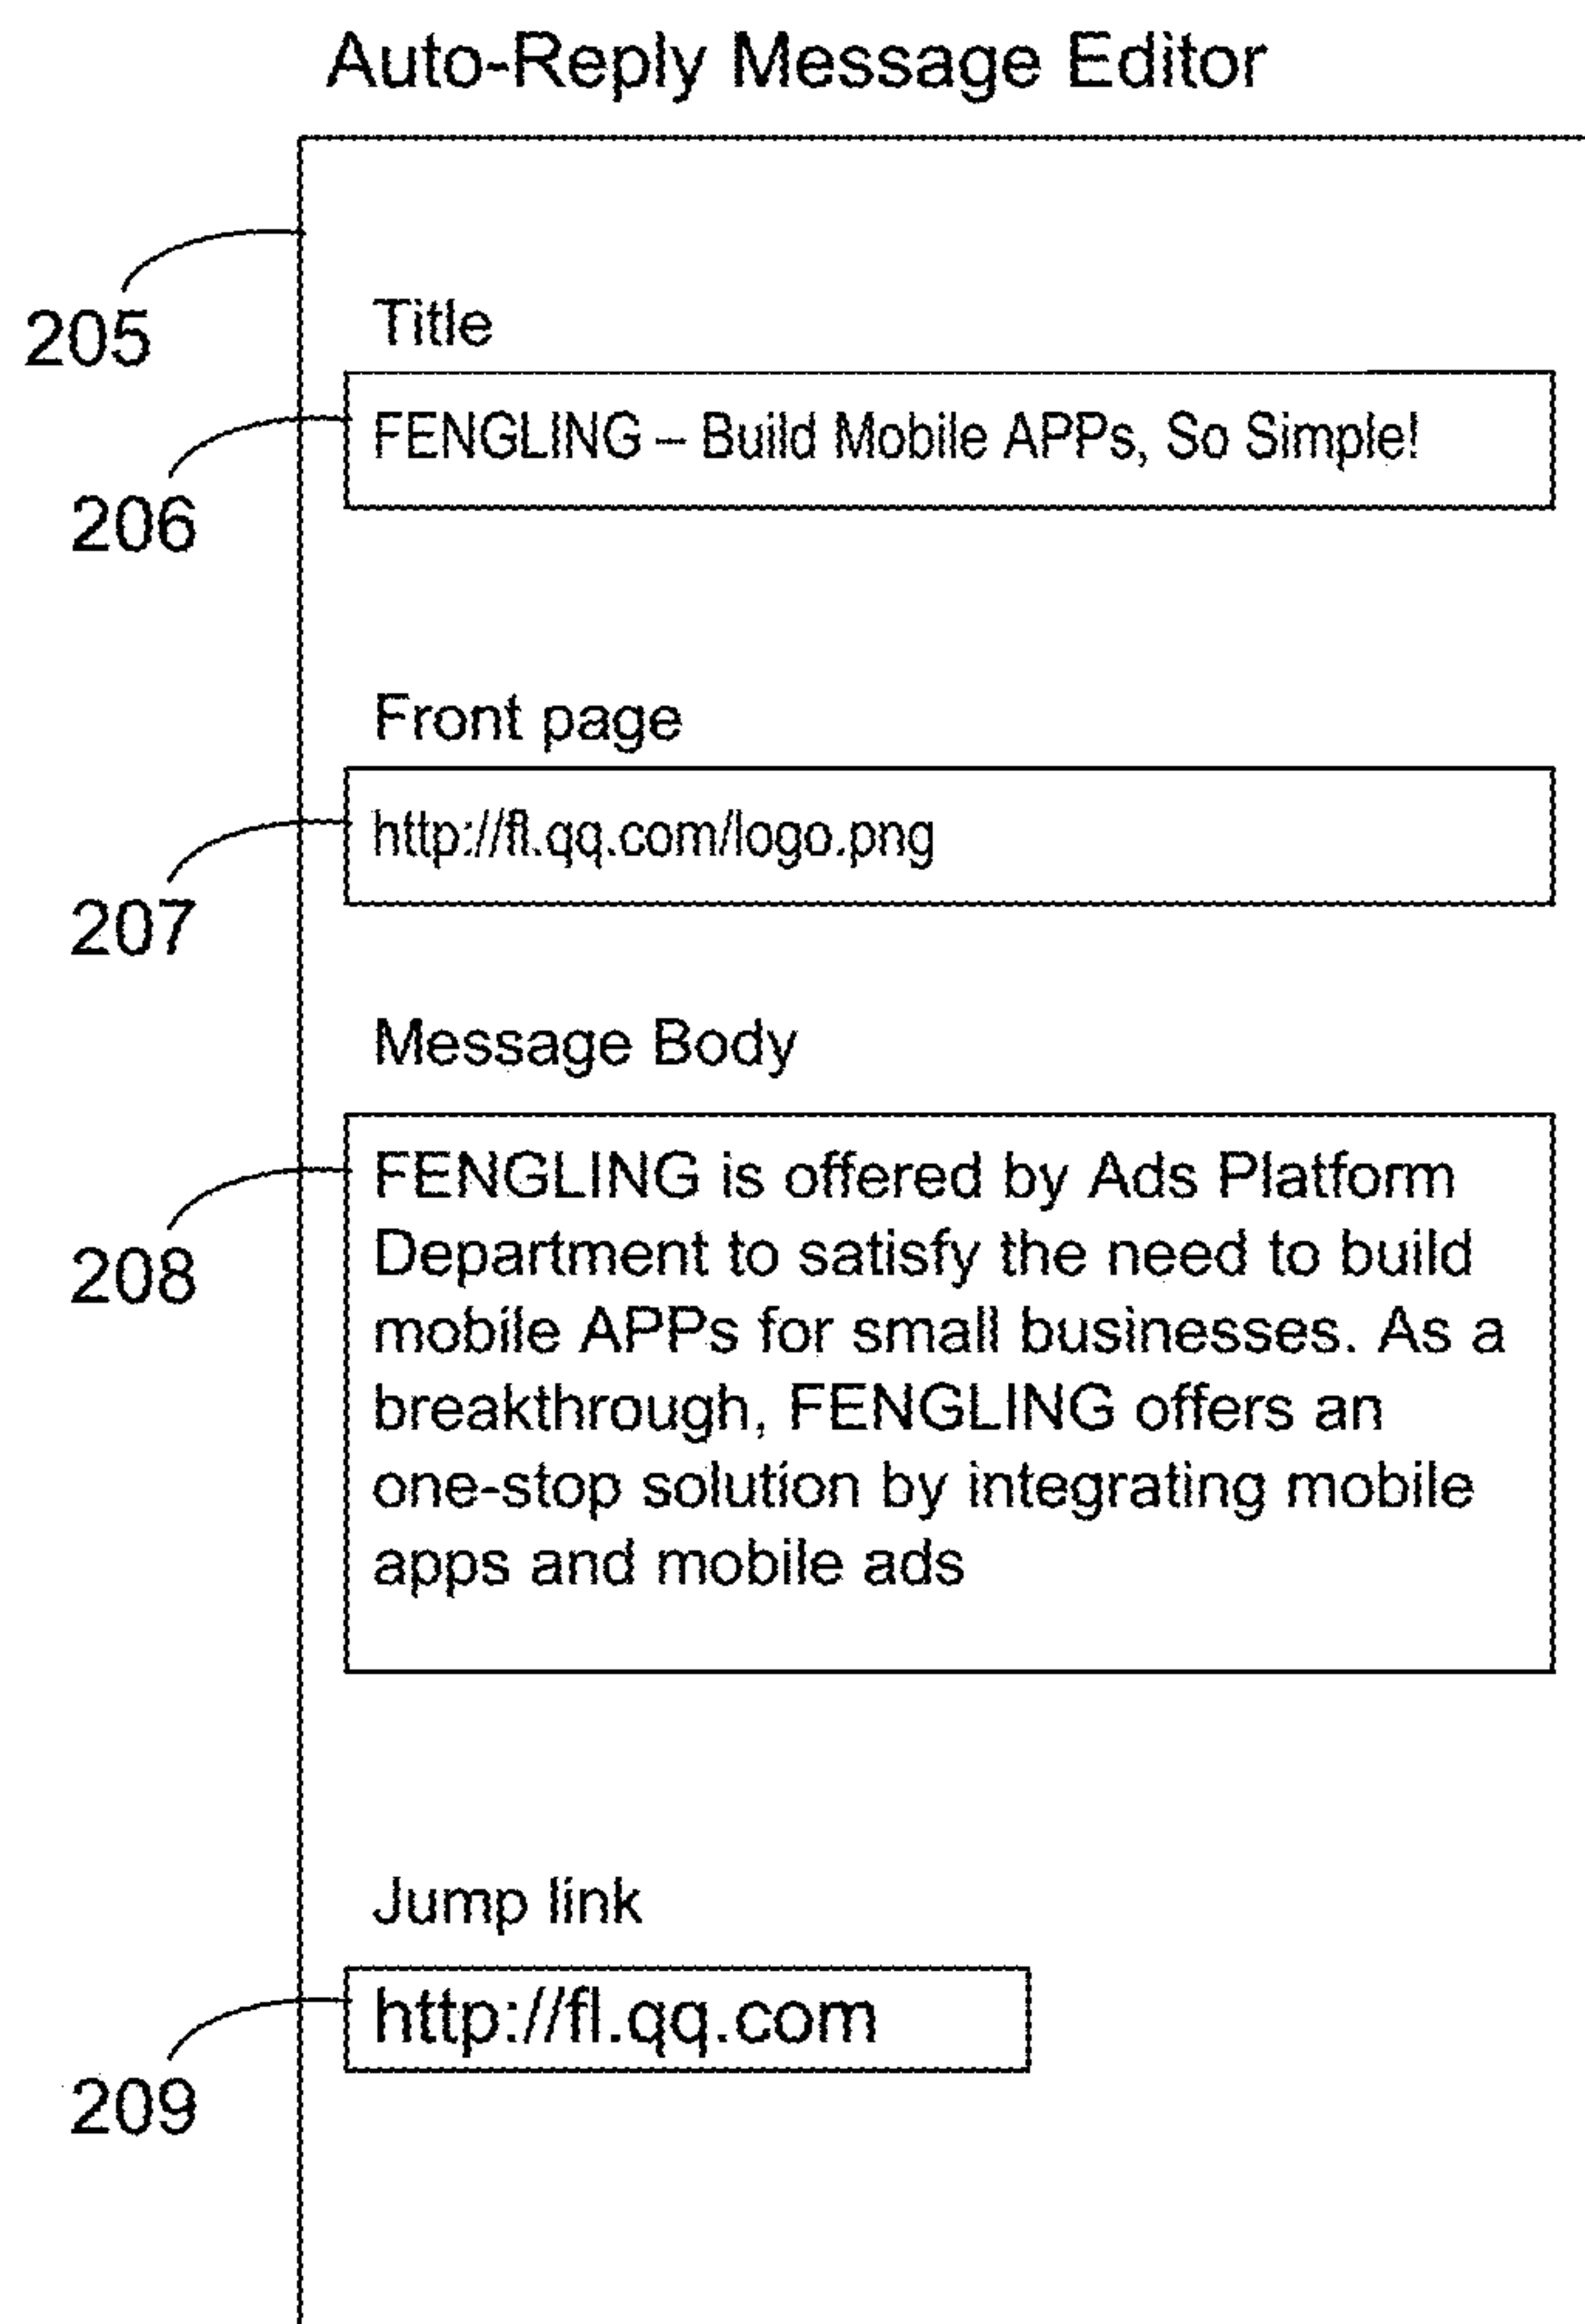 Auto-Reply Message Editor
205
Title
206
FENGLING – Build Mobile APPs, So Simple!
Front page
207
http://fl.qq.com/logo.png
Message Body
208
FENGLING is offered by Ads Platform
Department to satisfy the need to build
mobile APPs for small businesses. As a
breakthrough, FENGLING offers an
one-stop solution by integrating mobile
apps and mobile ads
Jump link
209
http://fl.qq.com